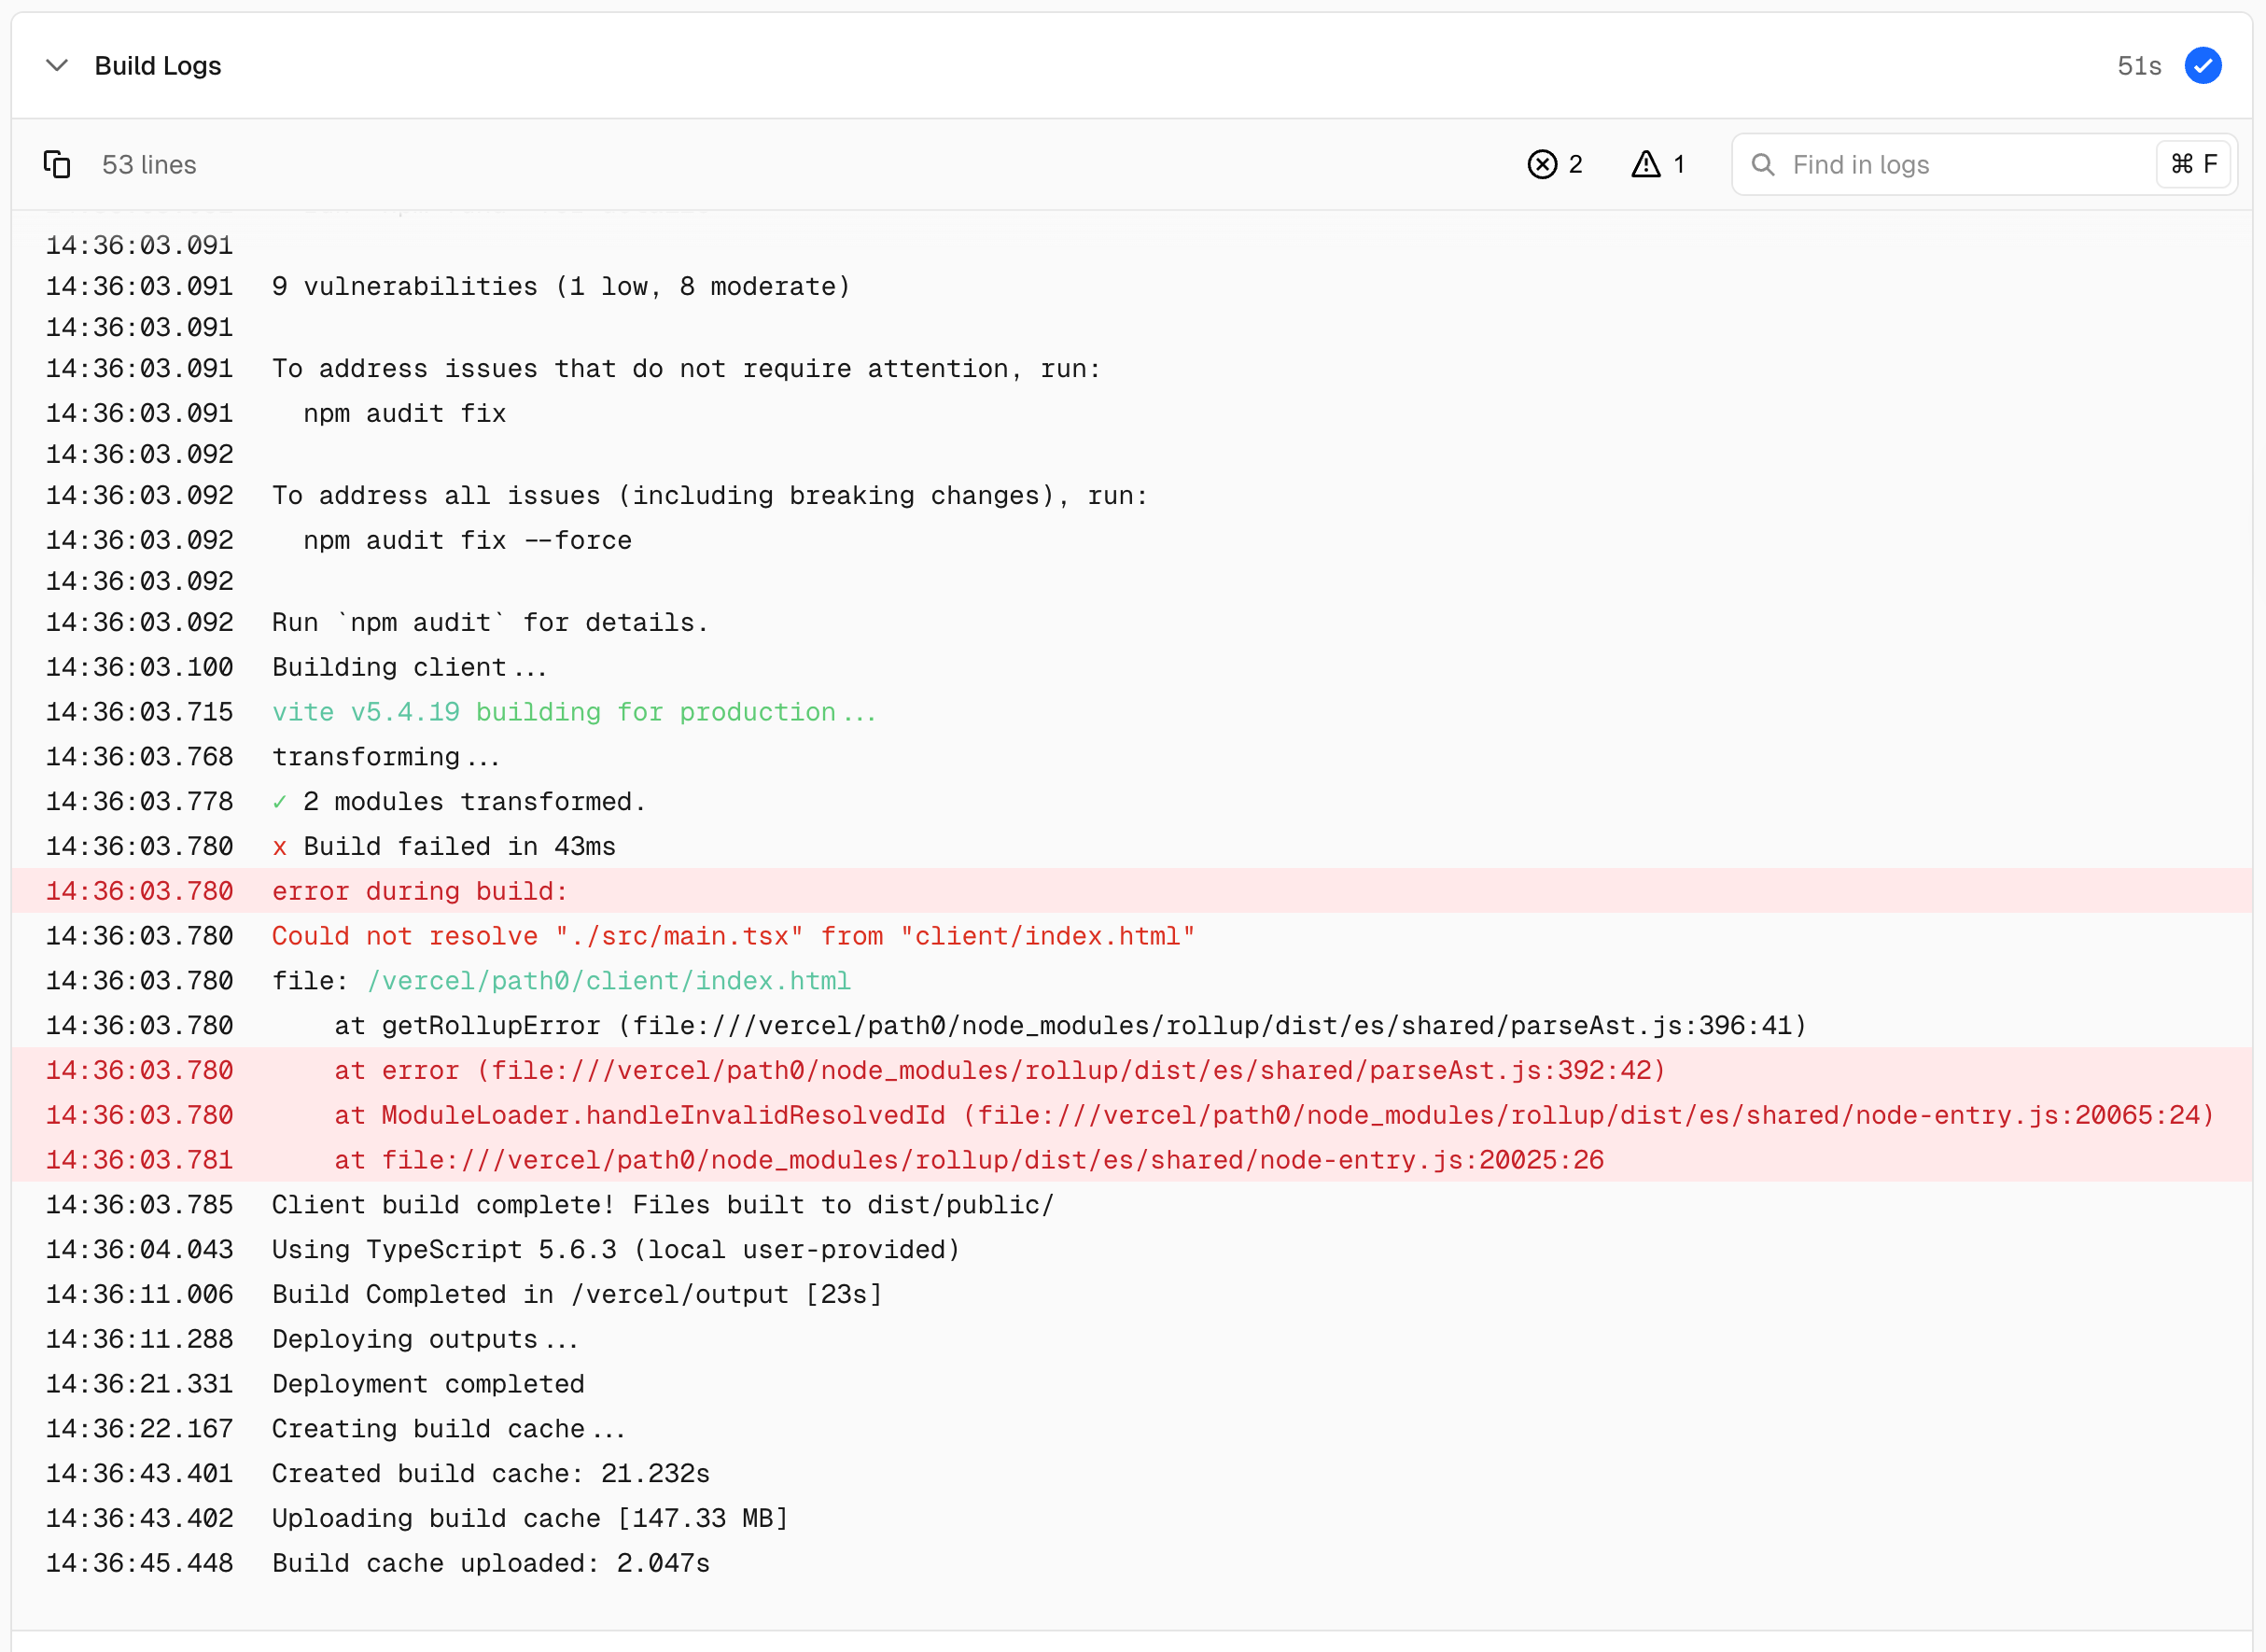 Build Logs 51s
53 lines 2 1 Find in logs ⌘ F
14:36:03.091
14:36:03.091 9 vulnerabilities (1 low, 8 moderate)
14:36:03.091
14:36:03.091 To address issues that do not require attention, run:
14:36:03.091 npm audit fix
14:36:03.092
14:36:03.092 To address all issues (including breaking changes), run:
14:36:03.092 npm audit fix --force
14:36:03.092
14:36:03.092 Run `npm audit` for details.
14:36:03.100 Building client...
14:36:03.715 vite v5.4.19 building for production...
14:36:03.768 transforming...
14:36:03.778 ✓ 2 modules transformed.
14:36:03.780 x Build failed in 43ms
14:36:03.780 error during build:
14:36:03.780 Could not resolve "./src/main.tsx" from "client/index.html"
14:36:03.780 file: /vercel/path0/client/index.html
14:36:03.780 at getRollupError (file:///vercel/path0/node_modules/rollup/dist/es/shared/parseAst.js:396:41)
14:36:03.780 at error (file:///vercel/path0/node_modules/rollup/dist/es/shared/parseAst.js:392:42)
14:36:03.780 at ModuleLoader.handleInvalidResolvedId (file:///vercel/path0/node_modules/rollup/dist/es/shared/node-entry.js:20065:24)
14:36:03.781 at file:///vercel/path0/node_modules/rollup/dist/es/shared/node-entry.js:20025:26
14:36:03.785 Client build complete! Files built to dist/public/
14:36:04.043 Using TypeScript 5.6.3 (local user-provided)
14:36:11.006 Build Completed in /vercel/output [23s]
14:36:11.288 Deploying outputs...
14:36:21.331 Deployment completed
14:36:22.167 Creating build cache...
14:36:43.401 Created build cache: 21.232s
14:36:43.402 Uploading build cache [147.33 MB]
14:36:45.448 Build cache uploaded: 2.047s